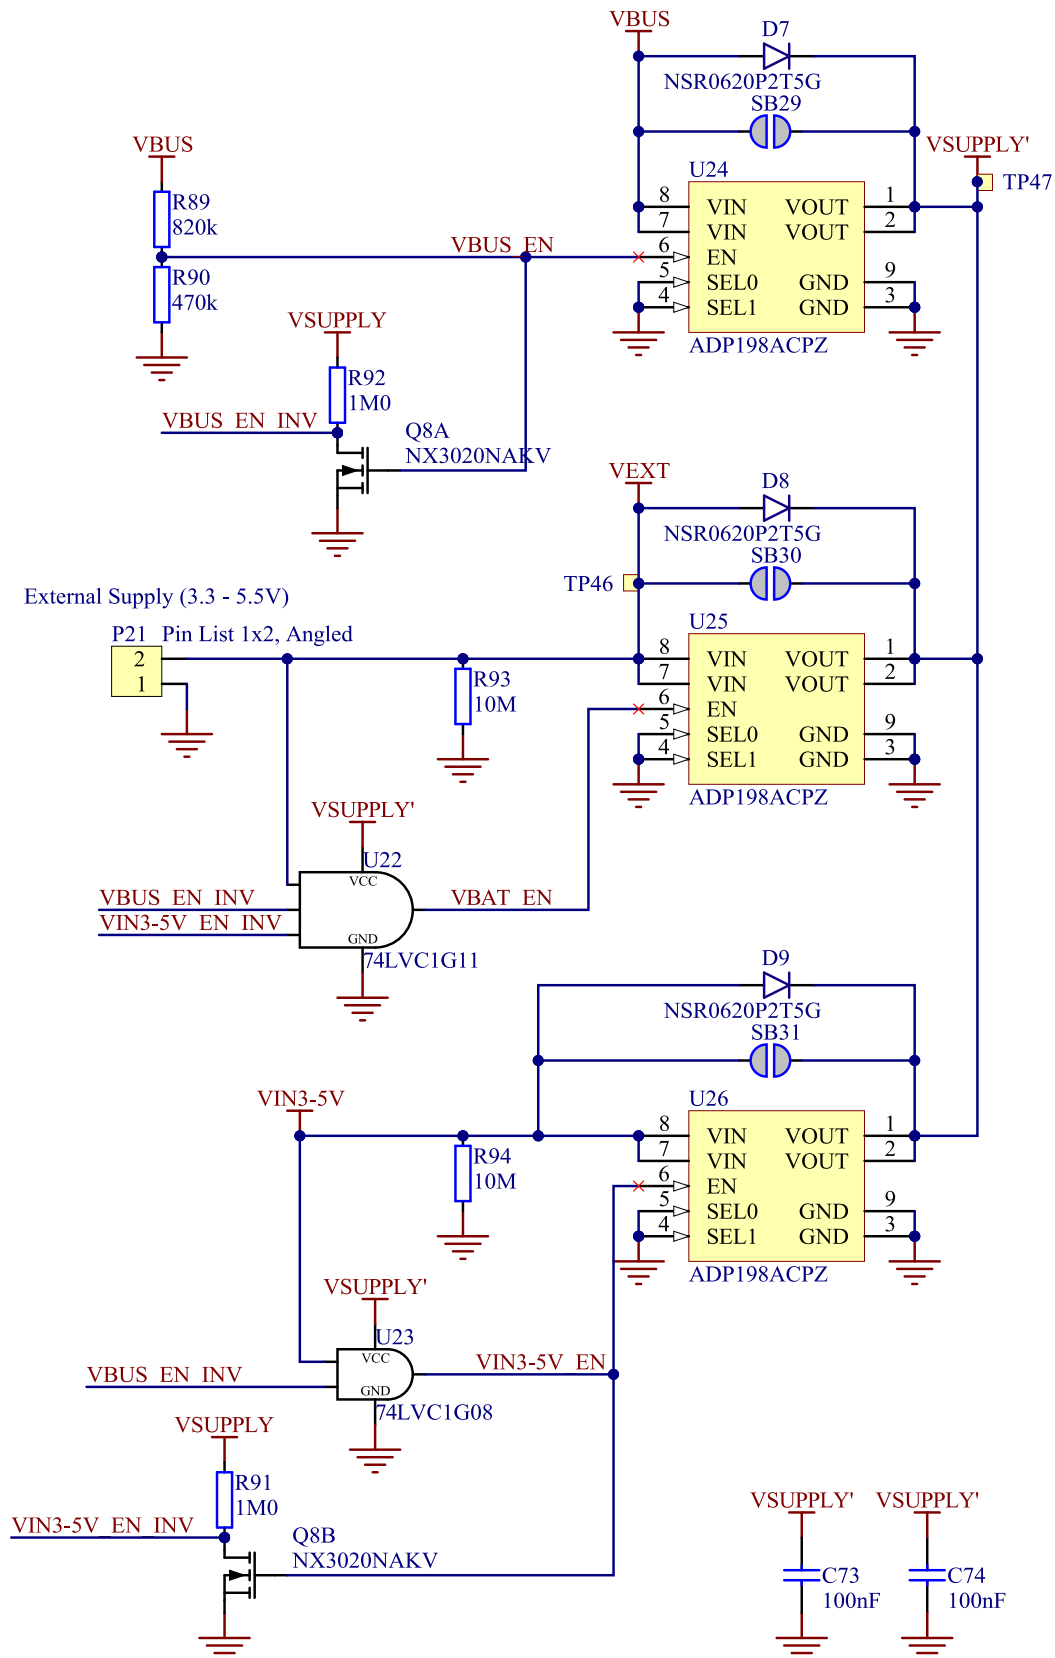 VBUS
D7
NSR0620P2T5G
SB29
VBUS
VSUPPLY'
TP47
R89
820k
U24
8 VIN VOUT 1
7 VIN VOUT 2
VBUS_EN
6 EN
5 SEL0 GND 9
4 SEL1 GND 3
ADP198ACPZ
R90
470k
VSUPPLY
R92
1M0
VBUS_EN_INV
Q8A
NX3020NAKV
VEXT
D8
NSR0620P2T5G
SB30
TP46
External Supply (3.3 - 5.5V)
P21 Pin List 1x2, Angled
2
1
U25
8 VIN VOUT 1
7 VIN VOUT 2
6 EN
5 SEL0 GND 9
4 SEL1 GND 3
ADP198ACPZ
R93
10M
VSUPPLY'
U22
VCC
VBUS_EN_INV
VIN3-5V_EN_INV
VBAT_EN
GND
74LVC1G11
D9
NSR0620P2T5G
SB31
VIN3-5V
U26
8 VIN VOUT 1
7 VIN VOUT 2
6 EN
5 SEL0 GND 9
4 SEL1 GND 3
ADP198ACPZ
R94
10M
VSUPPLY'
U23
VCC
VBUS_EN_INV
VIN3-5V_EN
GND
74LVC1G08
VSUPPLY
R91
1M0
VIN3-5V_EN_INV
Q8B
NX3020NAKV
VSUPPLY'
C73
100nF
VSUPPLY'
C74
100nF